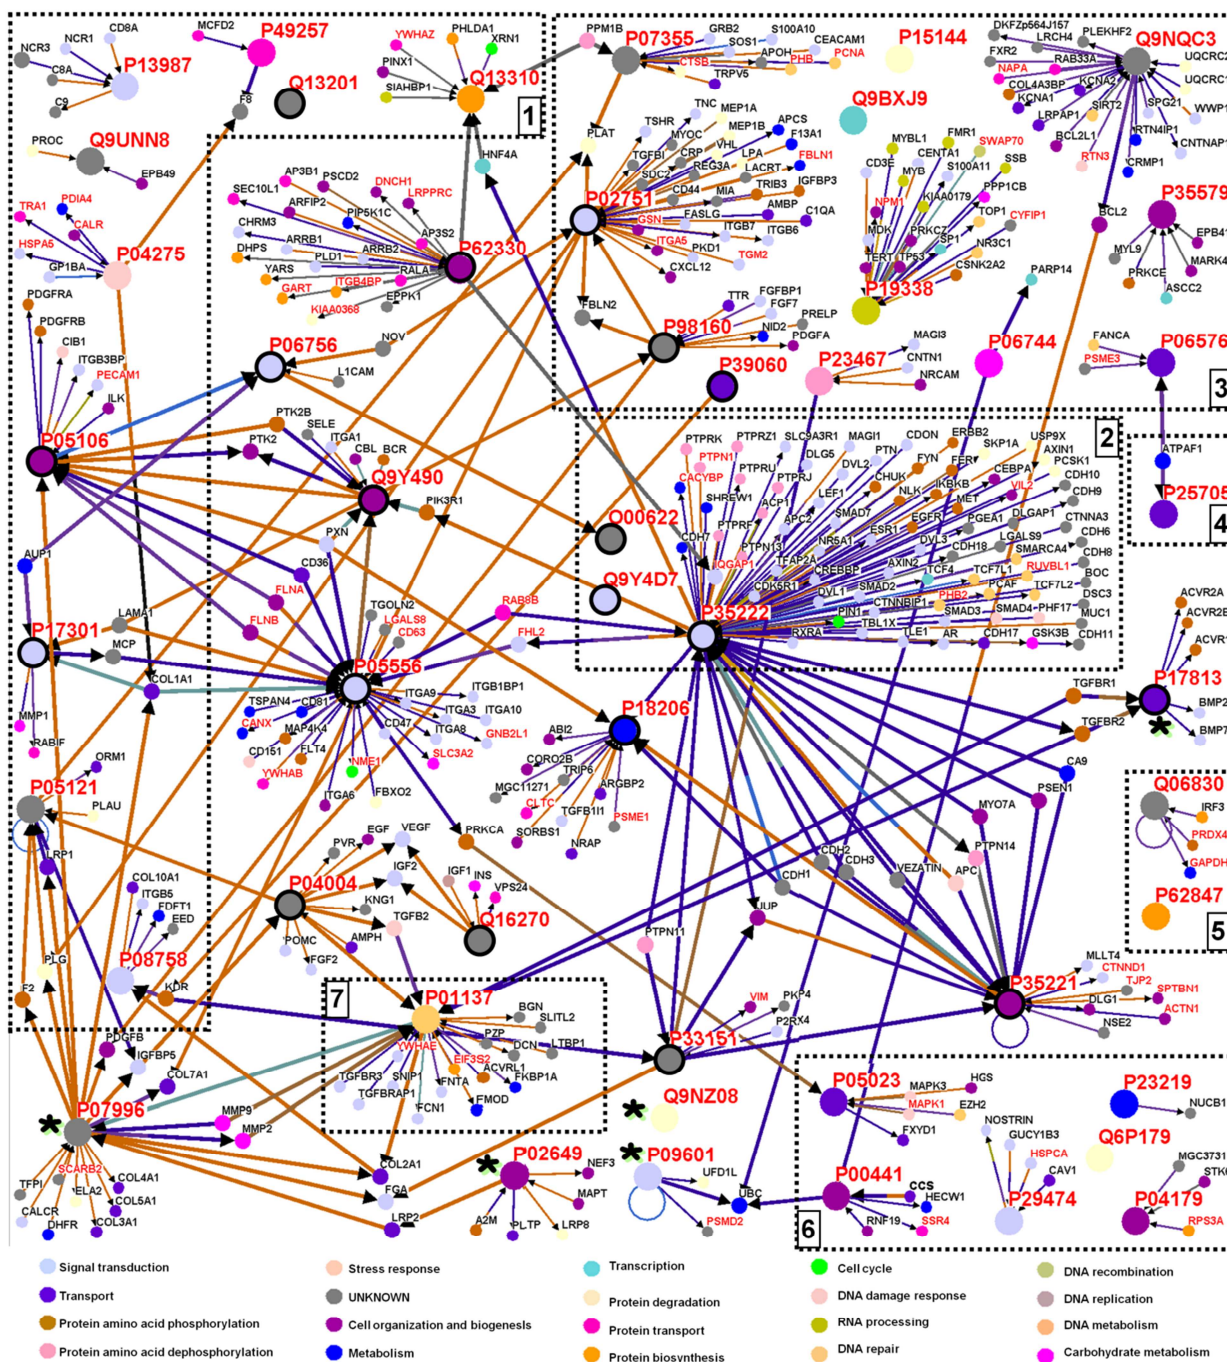 MCFD2
P49257
CD8A
NCR1
NCR3
P13987
C8A
C9
Q13201
F8
YWHAZ
PHLDA1
XRN1
PINX1
Q13310
SIAHBP1
1
PPM1B
P07355
GRB2
SOS1
S100A10
CEACAM1
APOH
PCNA
CTSB
PHB
TRPV5
P15144
DKFZp564J157
PLEKHF2
LRCH4
Q9NQC3
FXR2
RAB33A
NAPA
UQCRC2
COL4A3BP
KCNA2
UQCRC1
KCNA1
SIRT2
SPG21
WWP1
LRPAP1
BCL2L1
RTN4IP1
CNTNAP1
RTN3
CRMP1
Q9UNN8
PROC
EPB49
PLAT
HNF4A
TNC
MEP1A
TSHR
MYOC
MEP1B
APCS
TGFBI
VHL
F13A1
CRP
LPA
FBLN1
SDC2
REG3A
LACRT
CD44
MIA
TRIB3
IGFBP3
P02751
AMBP
GSN
FASLG
C1QA
ITGB7
ITGB6
ITGA5
PKD1
TGM2
CXCL12
Q9BXJ9
MYBL1
FMR1
SWAP70
CD3E
CENTA1
S100A11
SSB
MYB
KIAA0179
PPP1CB
NPM1
TOP1
CYFIP1
MDK
PRKCZ
SP1
NR3C1
TERT
TP53
CSNK2A2
P19338
BCL2
P35579
MYL9
EPB41
PRKCE
MARK4
ASCC2
TRA1
PDIA4
CALR
HSPA5
P04275
GP1BA
AP3B1
PSCD2
DNCH1
SEC10L1
ARFIP2
LRPPRC
CHRM3
PIP5K1C
AP3S2
DHPS
ARRB1
ARRB2
P62330
YARS
PLD1
RALA
GART
ITGB4BP
EPPK1
KIAA0368
FBLN2
TTR
FGFBP1
FGF7
PRELP
NID2
P98160
PDGFA
P39060
P23467
MAGI3
CNTN1
NRCAM
P06744
PARP14
FANCA
PSME3
P06576
3
PDGFRA
PDGFRB
CIB1
ITGB3BP
PECAM1
ILK
P05106
P06756
NOV
L1CAM
PTK2B
SELE
ITGA1
PTK2
CBL
BCR
Q9Y490
PIK3R1
PXN
O00622
Q9Y4D7
2
PTPRK
PTPRZ1
SLC9A3R1
MAGI1
CDON
ERBB2
USP9X
PTPN1
DLG5
PTN
SKP1A
AXIN1
CACYBP
PTPRU
DVL2
FYN
CEBPA
PCSK1
PTPRJ
CHUK
FER
CDH10
SHREW1
ACP1
LEF1
NLK
IKBKB
VIL2
CDH9
PTPRF
APC2
SMAD7
MET
DLGAP1
CDH7
ESR1
EGFR
PGEA1
CTNNA3
PTPN13
NR5A1
LGALS9
IQGAP1
TFAP2A
DVL3
CDH18
CDH6
CREBBP
AXIN2
SMARCA4
CDH8
CDK5R1
TCF4
TCF7L1
RUVBL1
BOC
P35222
DVL1
SMAD2
PCAF
TCF7L2
PIN1
CTNNBIP1
PHB2
DSC3
TBL1X
SMAD3
SMAD4
PHF17
MUC1
RXRA
TLE1
AR
CDH17
GSK3B
CDH11
ATPAF1
P25705
4
AUP1
LAMA1
P17301
MCP
COL1A1
MMP1
RABIF
CD36
FLNA
FLNB
TGOLN2
LGALS8
CD63
RAB8B
FHL2
P05556
ITGA9
ITGB1BP1
TSPAN4
CD81
ITGA3
ITGA10
CANX
MAP4K4
CD47
ITGA8
GNB2L1
CD151
FLT4
SLC3A2
YWHAB
NME1
FBXO2
ITGA6
PRKCA
P18206
ABI2
CORO2B
TRIP6
MGC11271
ARGBP2
CLTC
TGFB1I1
PSME1
SORBS1
NRAP
ACVR2A
ACVR2B
ACVR1
TGFBR1
P17813
TGFBR2
BMP2
BMP7
CA9
PSEN1
MYO7A
PTPN14
CDH2
CDH3
VEZATIN
APC
CDH1
JUP
PTPN11
Q06830
IRF3
PRDX4
GAPDH
P62847
5
ORM1
P05121
PLAU
LRP1
COL10A1
ITGB5
FDFT1
EED
PLG
P08758
F2
KDR
PVR
EGF
VEGF
IGF2
IGF1
INS
VPS24
P04004
KNG1
TGFB2
Q16270
AMPH
POMC
FGF2
7
P01137
BGN
SLITL2
YWHAE
PZP
DCN
LTBP1
EIF3S2
TGFBR3
SNIP1
ACVRL1
FNTA
FKBP1A
TGFBRAP1
FMOD
FCN1
VIM
PKP4
P2RX4
P33151
P35221
MLLT4
CTNND1
TJP2
SPTBN1
DLG1
ACTN1
NSE2
PDGFB
IGFBP5
COL7A1
P07996
MMP9
MMP2
SCARB2
TFPI
ELA2
COL4A1
CALCR
COL5A1
DHFR
COL3A1
COL2A1
FGA
LRP2
P02649
NEF3
MAPT
A2M
PLTP
LRP8
Q9NZ08
P09601
UFD1L
UBC
PSMD2
P05023
MAPK3
HGS
MAPK1
EZH2
FXYD1
P23219
NUCB1
NOSTRIN
Q6P179
GUCY1B3
P00441
HSPCA
MGC3731
CCS
CAV1
HECW1
P29474
P04179
RNF19
SSR4
RPS3A
6
Signal transduction
Stress response
Transcription
Cell cycle
DNA recombination
Transport
UNKNOWN
Protein degradation
DNA damage response
DNA replication
Protein amino acid phosphorylation
Cell organization and biogenesis
Protein transport
RNA processing
DNA metabolism
Protein amino acid dephosphorylation
Metabolism
Protein biosynthesis
DNA repair
Carbohydrate metabolism